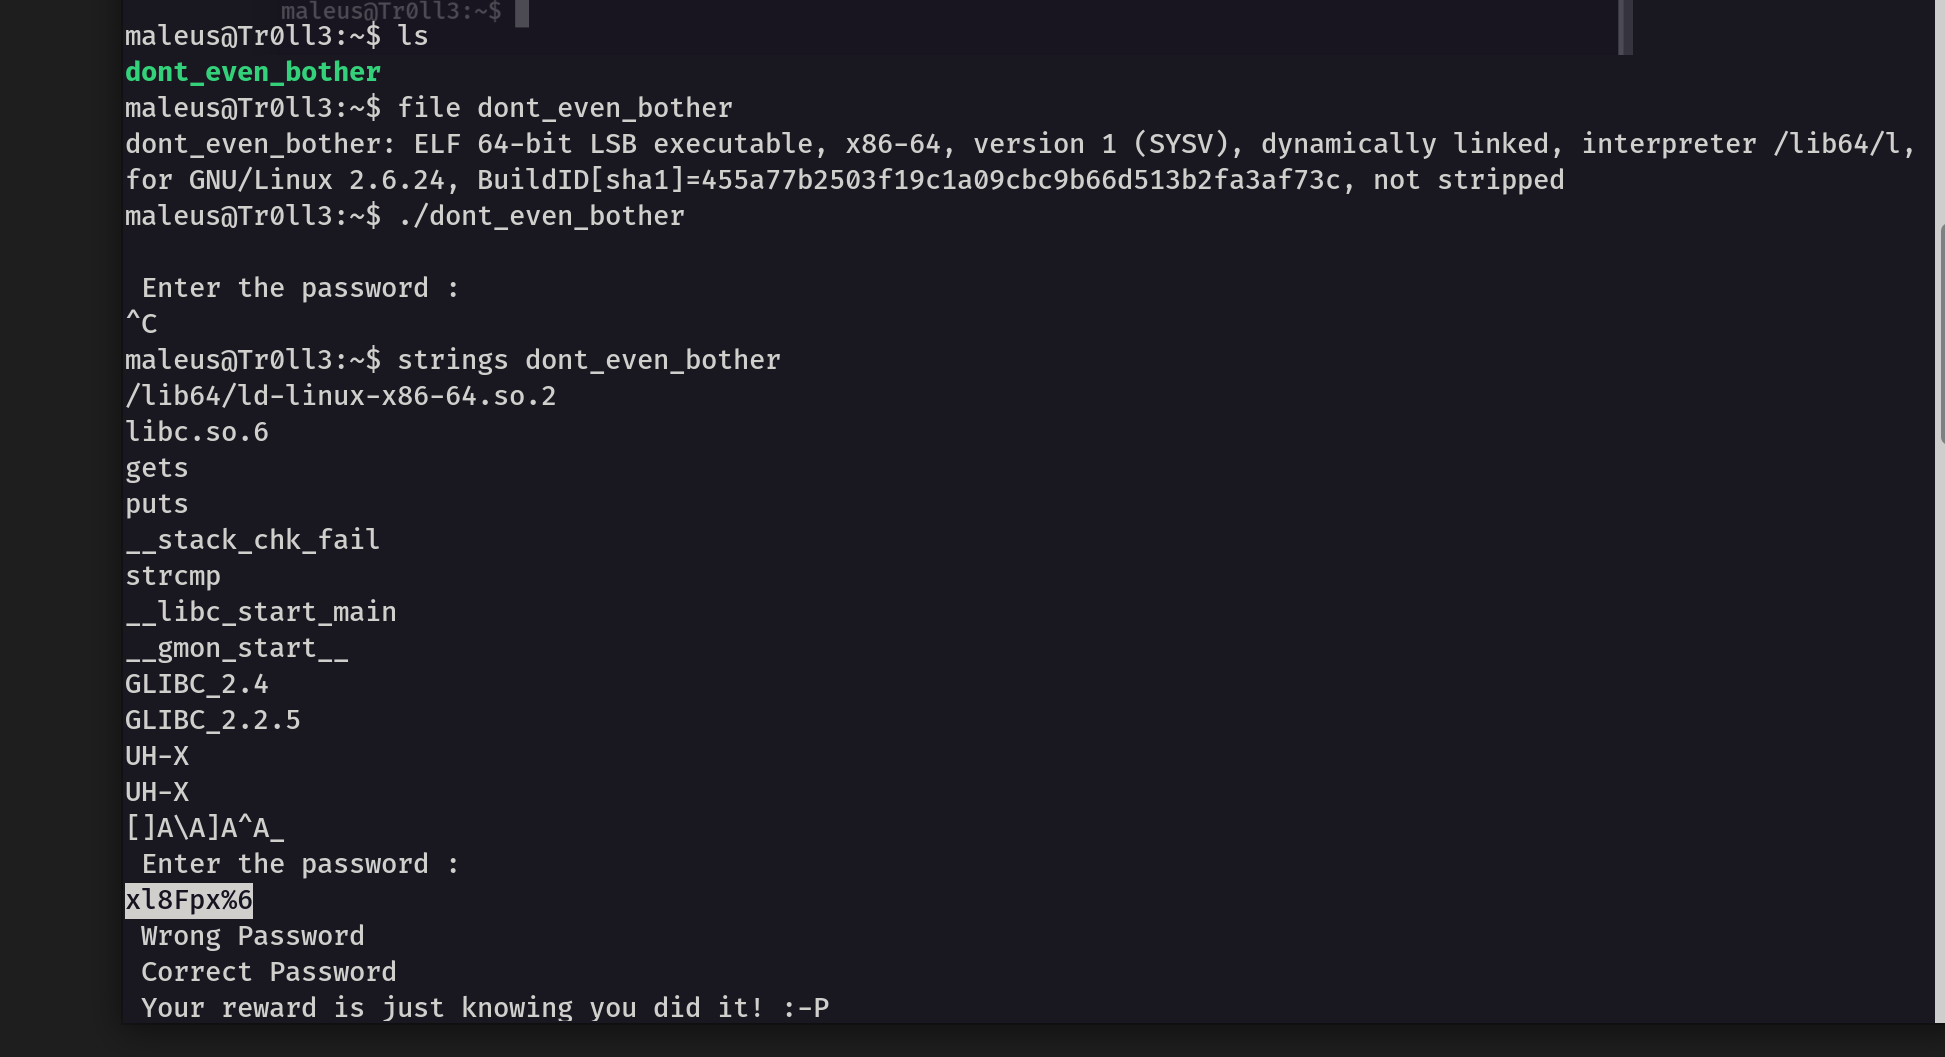 maleus@Tr0ll3:~$
maleus@Tr0ll3:~$ ls
dont_even_bother
maleus@Tr0ll3:~$ file dont_even_bother
dont_even_bother: ELF 64-bit LSB executable, x86-64, version 1 (SYSV), dynamically linked, interpreter /lib64/l,
for GNU/Linux 2.6.24, BuildID[sha1]=455a77b2503f19c1a09cbc9b66d513b2fa3af73c, not stripped
maleus@Tr0ll3:~$ ./dont_even_bother
Enter the password :
^C
maleus@Tr0ll3:~$ strings dont_even_bother
/lib64/ld-linux-x86-64.so.2
libc.so.6
gets
puts
__stack_chk_fail
strcmp
__libc_start_main
__gmon_start__
GLIBC_2.4
GLIBC_2.2.5
UH-X
UH-X
[]A\A]A^A_
Enter the password :
xl8Fpx%6
Wrong Password
Correct Password
Your reward is just knowing you did it! :-P